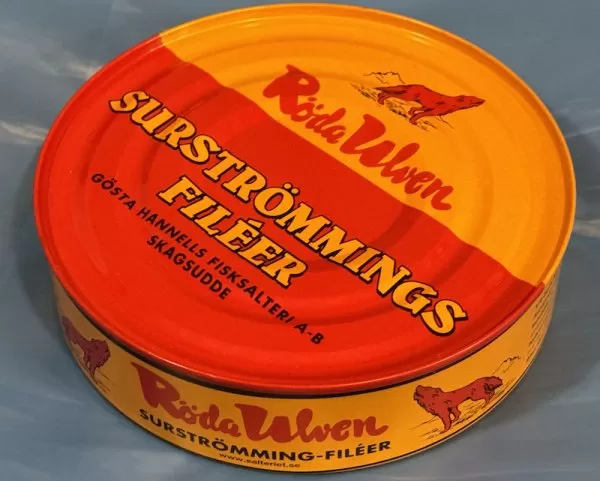 Röda Ulven
SURSTRÖMMINGS
FILÉER
GÖSTA HANNELLS FISKSALTERI A-B
SKAGSUDDE
Röda Ulven
SURSTRÖMMING-FILÉER
www.salteriet.se